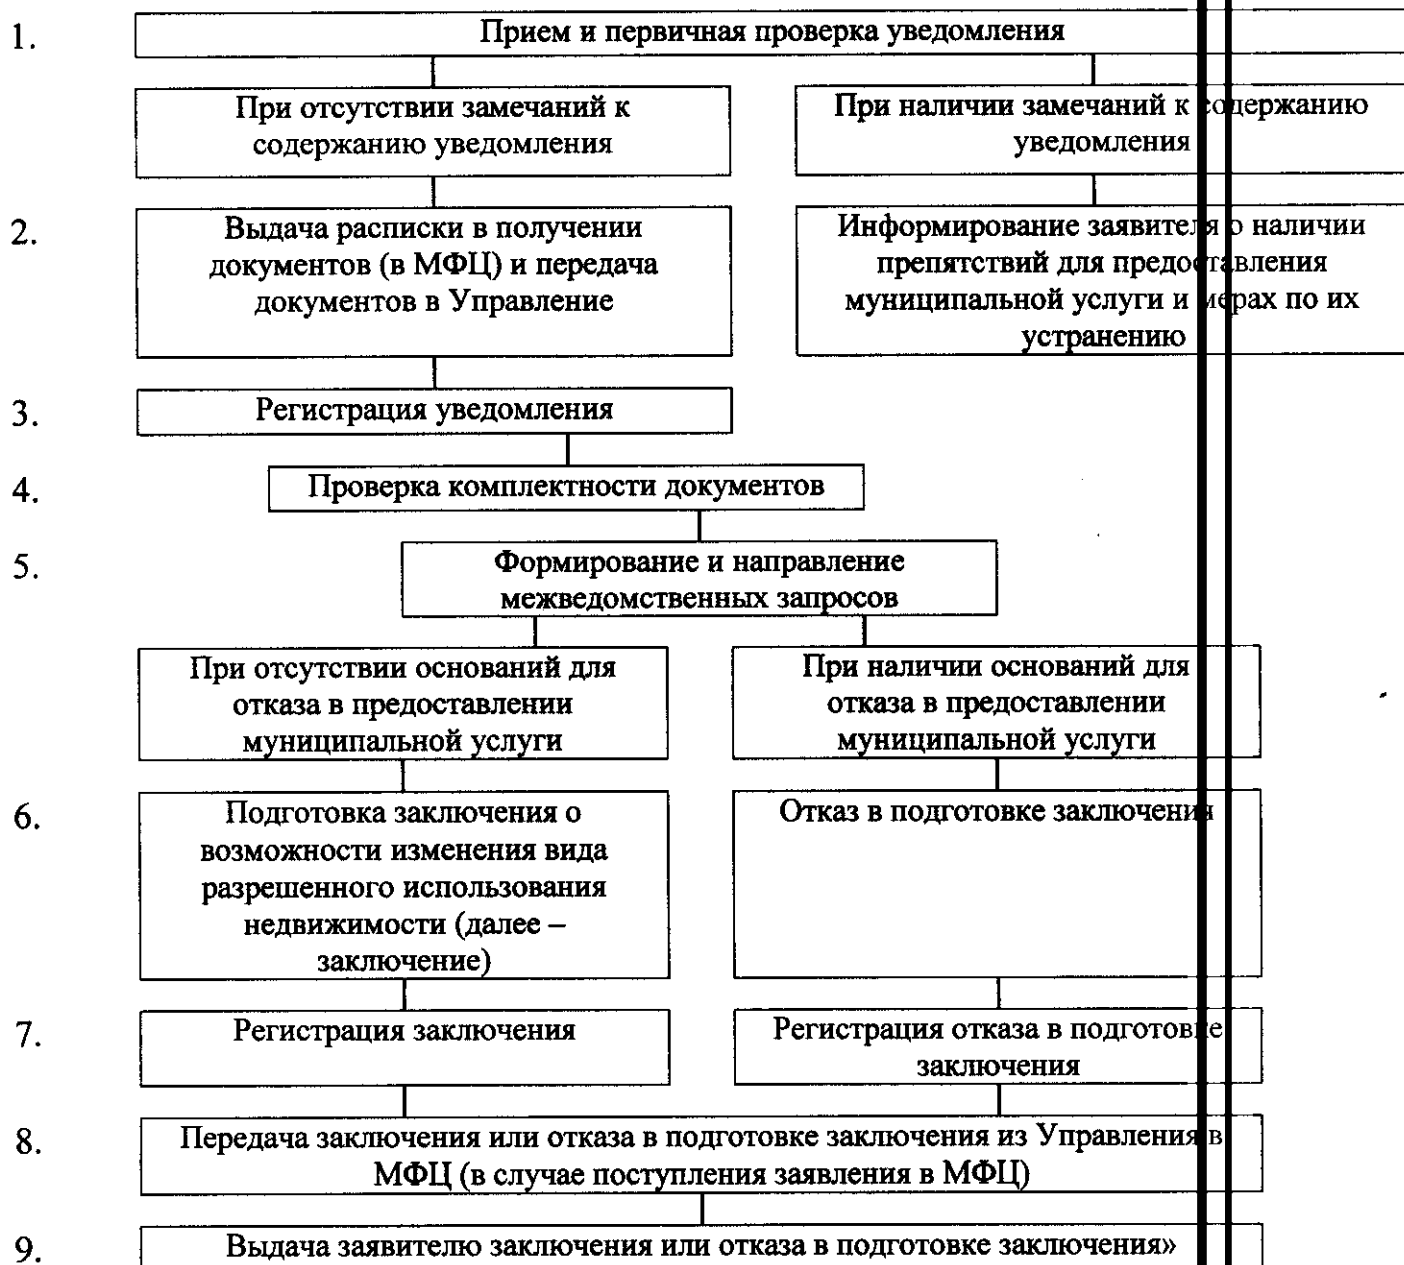 1.
Прием и первичная проверка уведомления
При отсутствии замечаний к
содержанию уведомления
При наличии замечаний к содержанию
уведомления
2.
Выдача расписки в получении
документов (в МФЦ) и передача
документов в Управление
Информирование заявителя о наличии
препятствий для предоставления
муниципальной услуги и мерах по их
устранению
3.
Регистрация уведомления
4.
Проверка комплектности документов
5.
Формирование и направление
межведомственных запросов
При отсутствии оснований для
отказа в предоставлении
муниципальной услуги
При наличии оснований для
отказа в предоставлении
муниципальной услуги
6.
Подготовка заключения о
возможности изменения вида
разрешенного использования
недвижимости (далее –
заключение)
Отказ в подготовке заключения
7.
Регистрация заключения
Регистрация отказа в подготовке
заключения
8.
Передача заключения или отказа в подготовке заключения из Управления в
МФЦ (в случае поступления заявления в МФЦ)
9.
Выдача заявителю заключения или отказа в подготовке заключения»